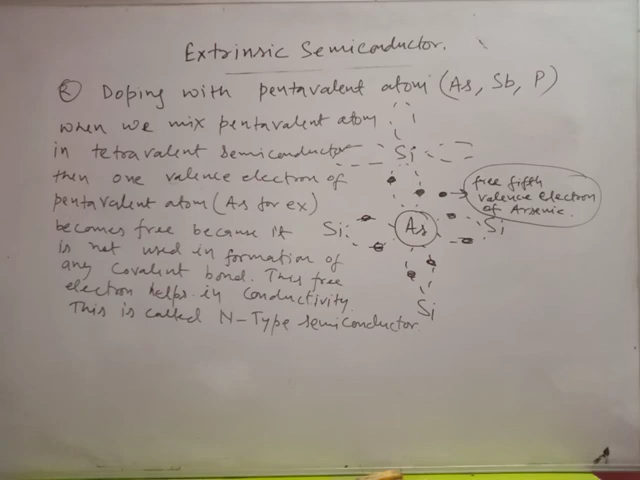 Extrinsic Semiconductor.
② Doping with pentavalent atom (As, Sb, P)
when we mix pentavalent atom
in tetravalent semiconductor
then one valence electron of
pentavalent atom (As for ex)
becomes free because it
is not used in formation of
any Covalent bond. This free
electron helps in Conductivity
This is called N-Type semiconductor.
Si
free fifth
valence electron
of Arsenic.
Si
As
Si
Si